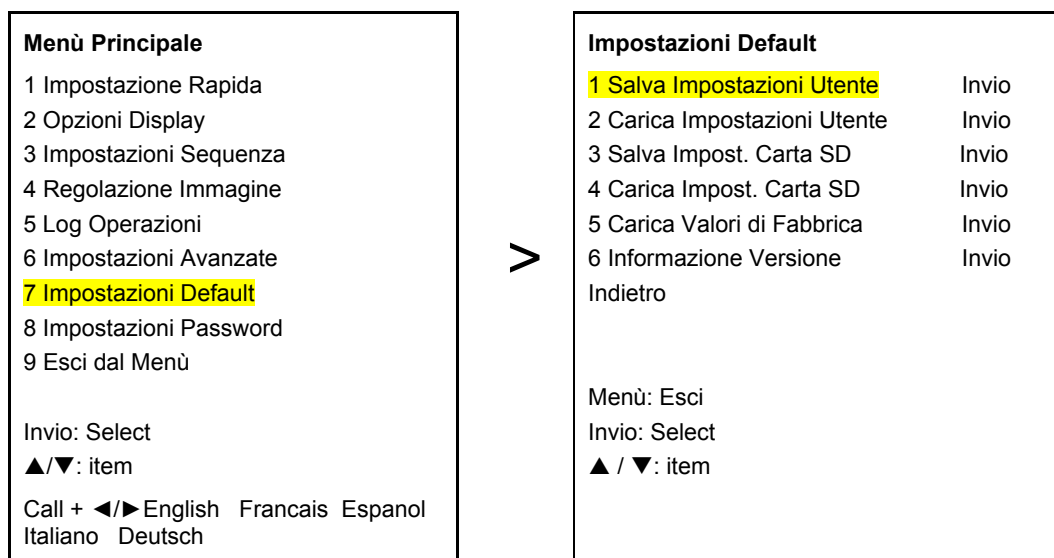 Menù Principale
1 Impostazione Rapida
2 Opzioni Display
3 Impostazioni Sequenza
4 Regolazione Immagine
5 Log Operazioni
6 Impostazioni Avanzate
7 Impostazioni Default
8 Impostazioni Password
9 Esci dal Menù
Invio: Select
▲/▼: item
Call + ◄/►English Francais Espanol
Italiano Deutsch
>
Impostazioni Default
1 Salva Impostazioni Utente Invio
2 Carica Impostazioni Utente Invio
3 Salva Impost. Carta SD Invio
4 Carica Impost. Carta SD Invio
5 Carica Valori di Fabbrica Invio
6 Informazione Versione Invio
Indietro
Menù: Esci
Invio: Select
▲ / ▼: item